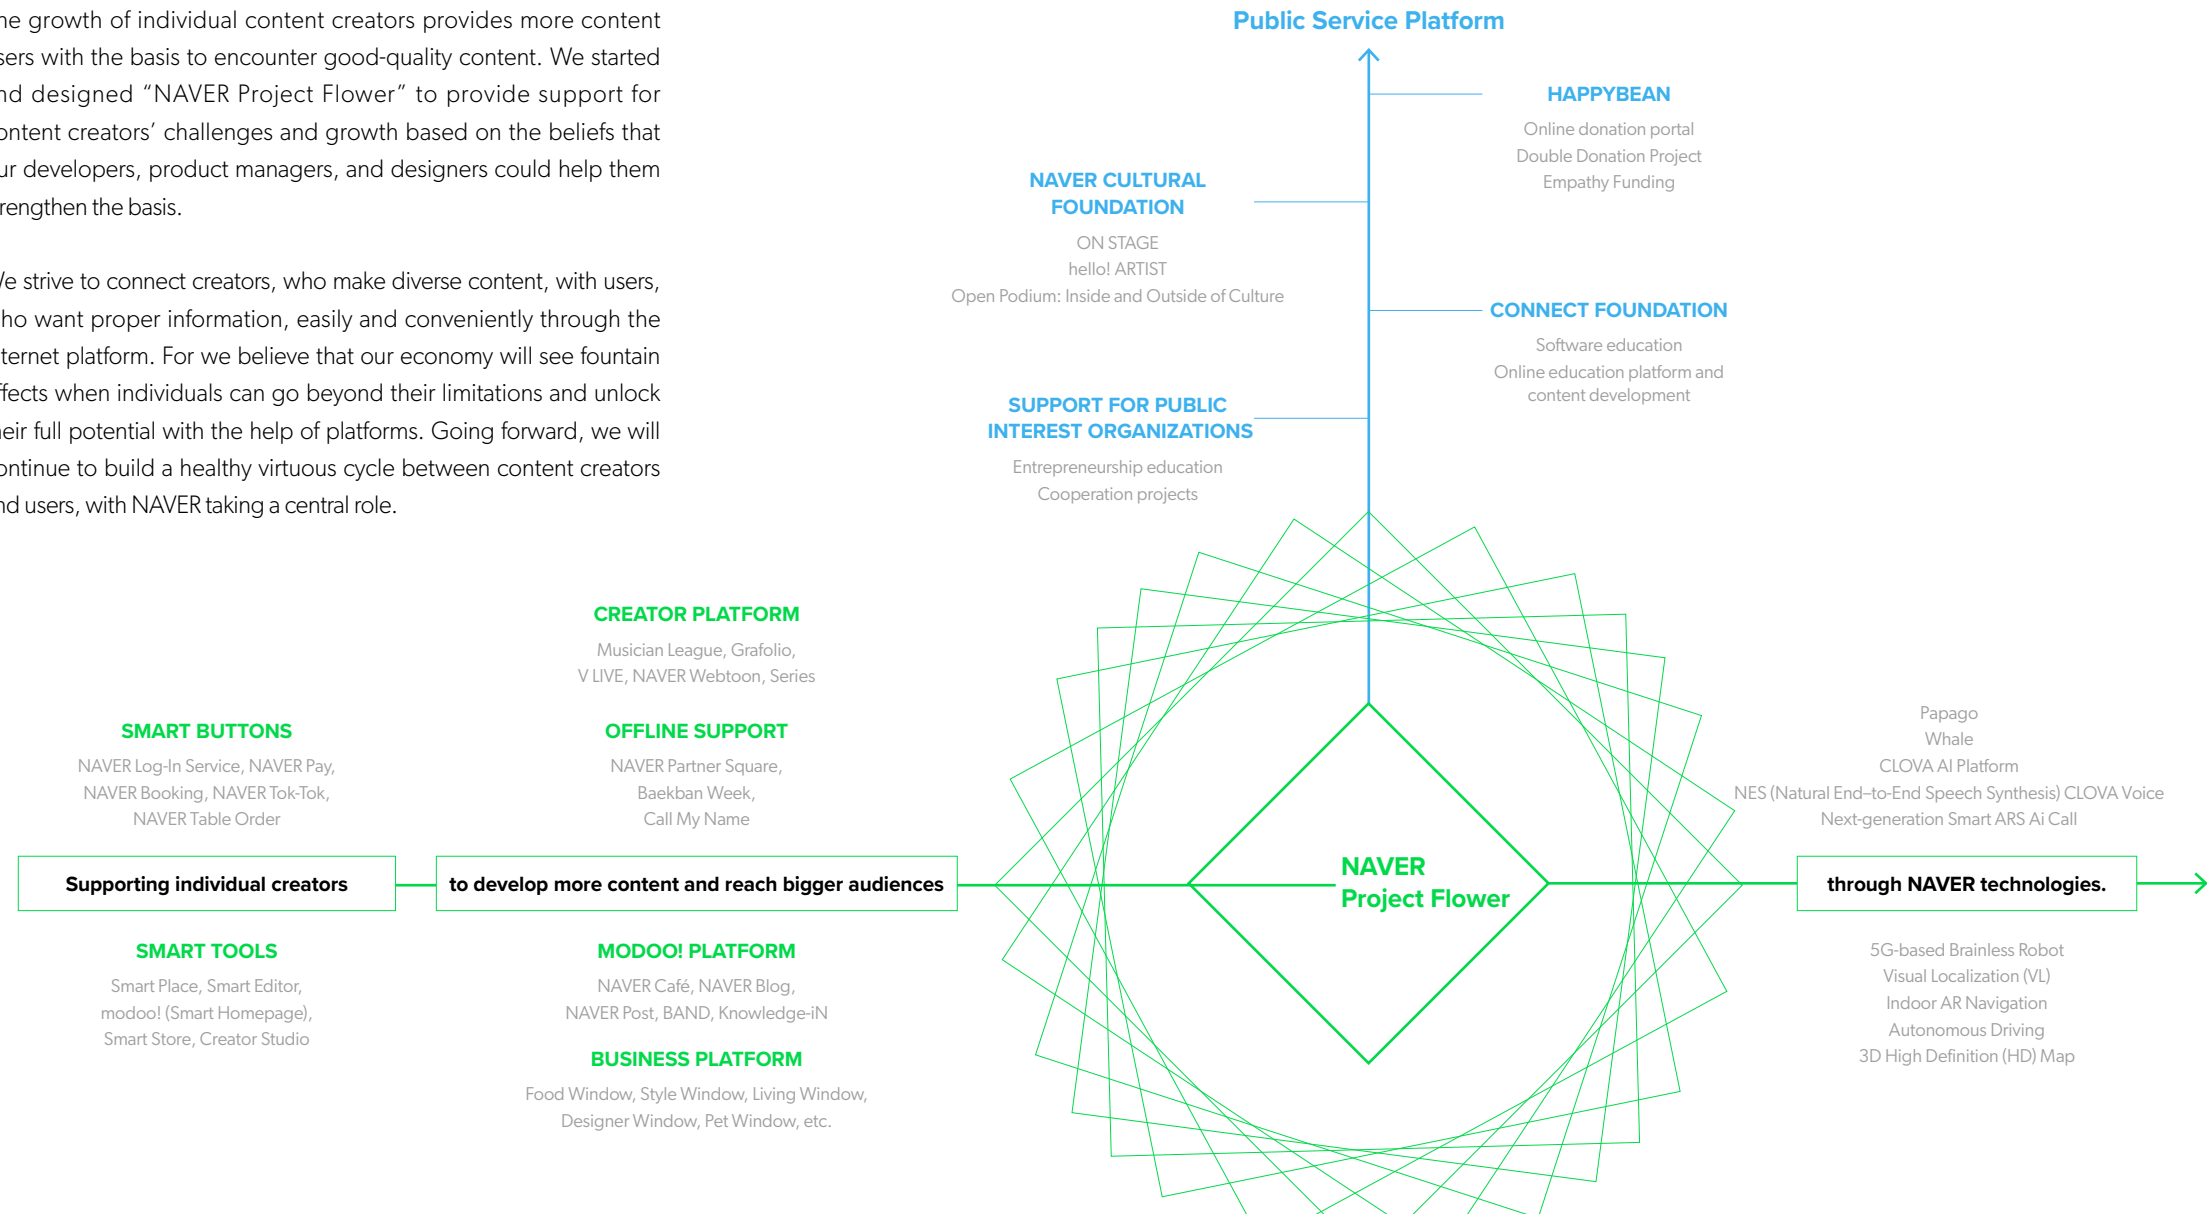 he growth of individual content creators provides more content
sers with the basis to encounter good-quality content. We started
nd designed “NAVER Project Flower” to provide support for
ontent creators’ challenges and growth based on the beliefs that
ur developers, product managers, and designers could help them
rengthen the basis.
We strive to connect creators, who make diverse content, with users,
ho want proper information, easily and conveniently through the
ternet platform. For we believe that our economy will see fountain
ffects when individuals can go beyond their limitations and unlock
heir full potential with the help of platforms. Going forward, we will
ontinue to build a healthy virtuous cycle between content creators
nd users, with NAVER taking a central role.
Public Service Platform
HAPPYBEAN
Online donation portal
Double Donation Project
Empathy Funding
NAVER CULTURAL
FOUNDATION
ON STAGE
hello! ARTIST
Open Podium: Inside and Outside of Culture
CONNECT FOUNDATION
Software education
Online education platform and
content development
SUPPORT FOR PUBLIC
INTEREST ORGANIZATIONS
Entrepreneurship education
Cooperation projects
SMART BUTTONS
NAVER Log-In Service, NAVER Pay,
NAVER Booking, NAVER Tok-Tok,
NAVER Table Order
Supporting individual creators
SMART TOOLS
Smart Place, Smart Editor,
modoo! (Smart Homepage),
Smart Store, Creator Studio
CREATOR PLATFORM
Musician League, Grafolio,
V LIVE, NAVER Webtoon, Series
OFFLINE SUPPORT
NAVER Partner Square,
Baekban Week,
Call My Name
to develop more content and reach bigger audiences
MODOO! PLATFORM
NAVER Café, NAVER Blog,
NAVER Post, BAND, Knowledge-iN
BUSINESS PLATFORM
Food Window, Style Window, Living Window,
Designer Window, Pet Window, etc.
NAVER
Project Flower
Papago
Whale
CLOVA AI Platform
NES (Natural End–to-End Speech Synthesis) CLOVA Voice
Next-generation Smart ARS Ai Call
through NAVER technologies.
5G-based Brainless Robot
Visual Localization (VL)
Indoor AR Navigation
Autonomous Driving
3D High Definition (HD) Map